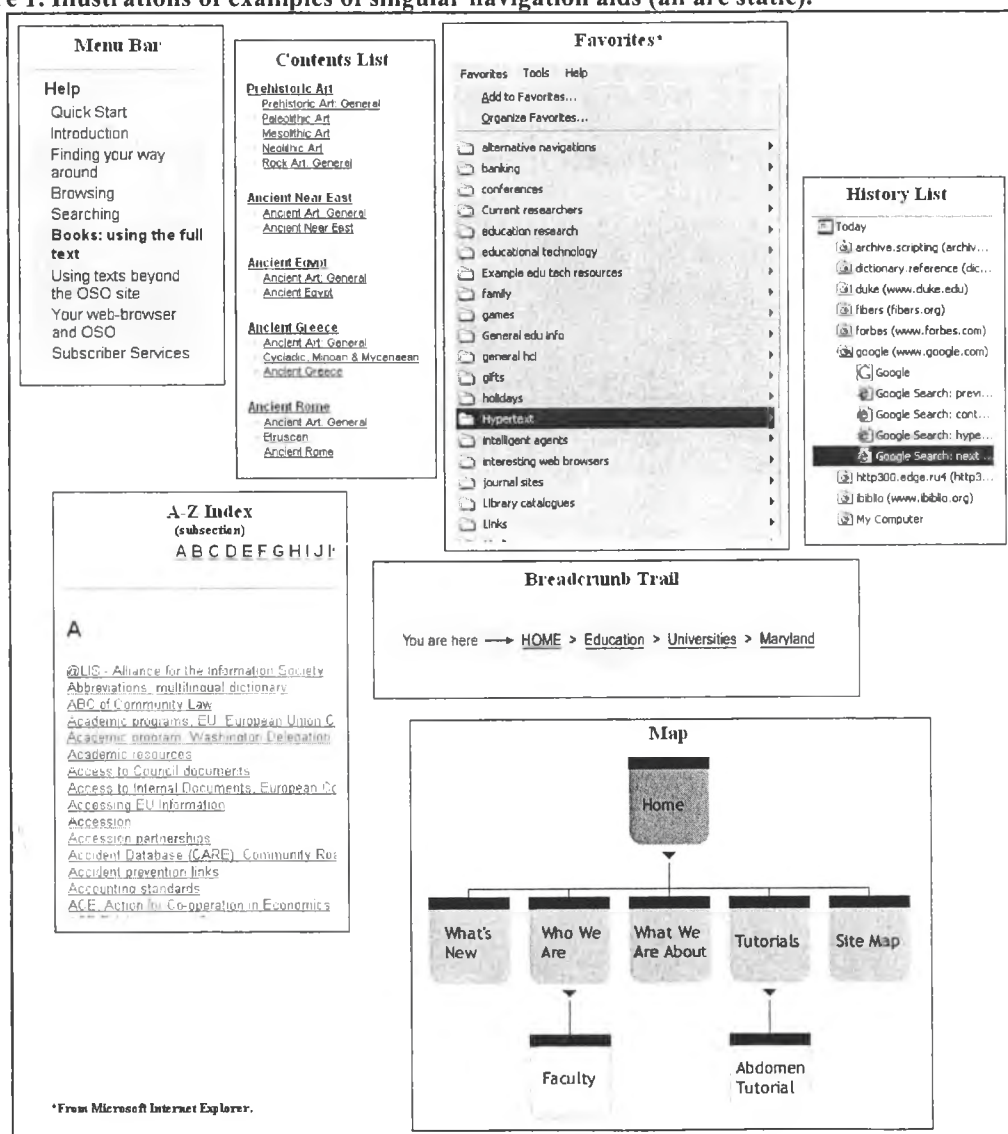 re 1. Illustrations of examples of singular navigation aids (all are static).
Menu Bar
Help
Quick Start
Introduction
Finding your way
around
Browsing
Searching
Books: using the full
text
Using texts beyond
the OSO site
Your web-browser
and OSO
Subscriber Services
Contents List
Prehistoric Art
Prehistoric Art: General
Paleolithic Art
Mesolithic Art
Neolithic Art
Rock Art: General
Ancient Near East
Ancient Art: General
Ancient Near East
Ancient Egypt
Ancient Art: General
Ancient Egypt
Ancient Greece
Ancient Art: General
Cycladic, Minoan & Mycenaean
Ancient Greece
Ancient Rome
Ancient Art: General
Etruscan
Ancient Rome
Favorites*
Favorites Tools Help
Add to Favorites...
Organize Favorites...
alternative navigations
banking
conferences
Current researchers
education research
educational technology
Example edu tech resources
family
games
General edu info
general hci
gifts
holidays
Hypertext
intelligent agents
interesting web browsers
journal sites
Library catalogues
Links
History List
Today
archive.scripting (archiv...
dictionary.reference (dic...
duke (www.duke.edu)
fibers (fibers.org)
forbes (www.forbes.com)
google (www.google.com)
Google
Google Search: previ...
Google Search: cont...
Google Search: hype...
Google Search: next ...
http300.edge.ru4 (http3...
ibiblio (www.ibiblio.org)
My Computer
A-Z Index
(subsection)
A B C D E F G H I J
A
@LIS - Alliance for the Information Society
Abbreviations, multilingual dictionary
ABC of Community Law
Academic programs, EU, European Union C
Academic program, Washington Delegation
Academic resources
Access to Council documents
Access to Internal Documents, European Co
Accessing EU Information
Accession
Accession partnerships
Accident Database (CARE), Community Roa
Accident prevention links
Accounting standards
ACE, Action for Co-operation in Economics
Breadcrumb Trail
You are here → HOME > Education > Universities > Maryland
Map
Home
What's
New
Who We
Are
What We
Are About
Tutorials
Site Map
Faculty
Abdomen
Tutorial
*From Microsoft Internet Explorer.